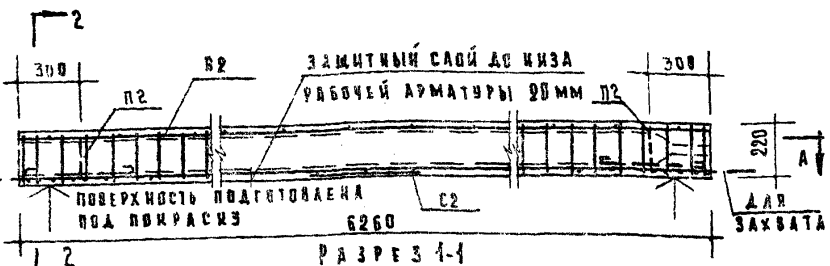 2
300
В2
ЗАЩИТНЫЙ СЛОЙ ДО НИЗА
РАБОЧЕЙ АРМАТУРЫ 20ММ
300
П2
П2
220
А
ПОВЕРХНОСТЬ ПОДГОТОВЛЕНА
ПОД ПОКРАСКУ
С2
ДЛЯ
ЗАХВАТА
6260
1 2
РАЗРЕЗ 1-1